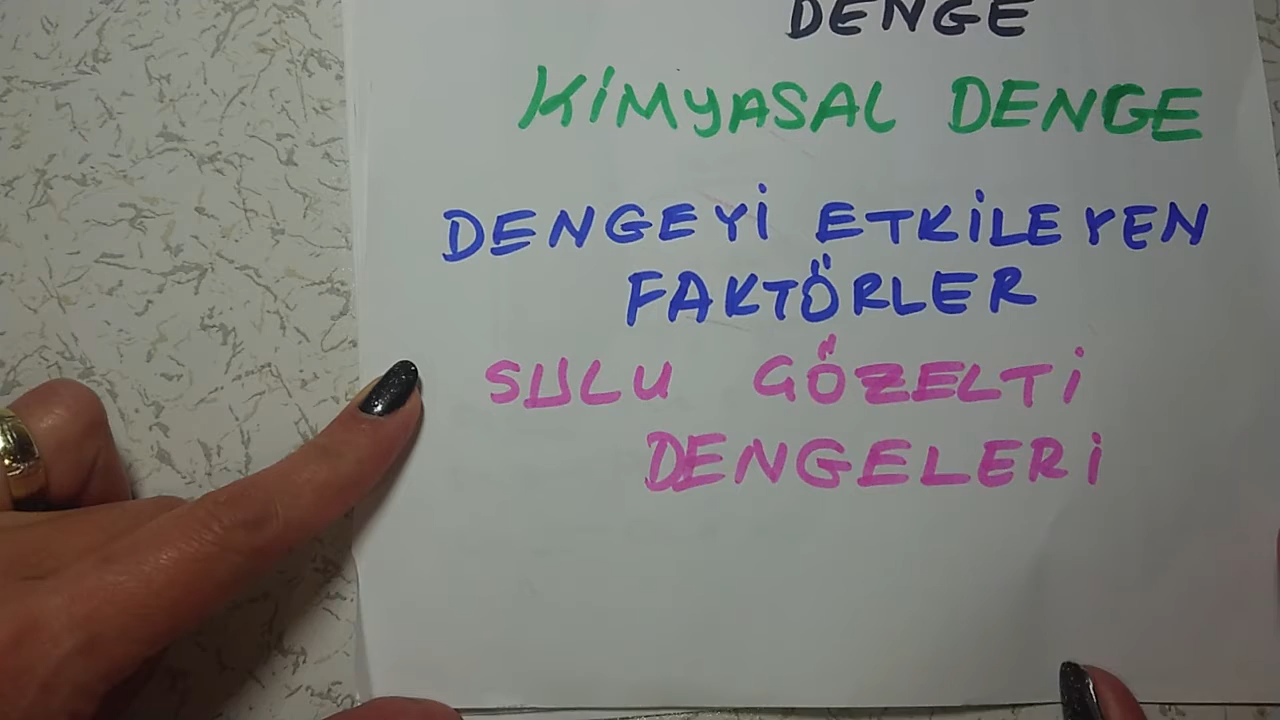 DENGE
KİMYASAL DENGE
DENGEYİ ETKİLEYEN
FAKTÖRLER
SULU GÖZELTİ
DENGELERİ